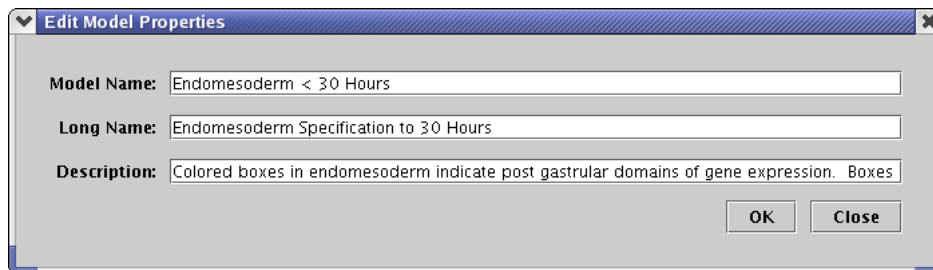 Edit Model Properties
Model Name: Endomesoderm < 30 Hours
Long Name: Endomesoderm Specification to 30 Hours
Description: Colored boxes in endomesoderm indicate post gastrular domains of gene expression.  Boxes
OK Close